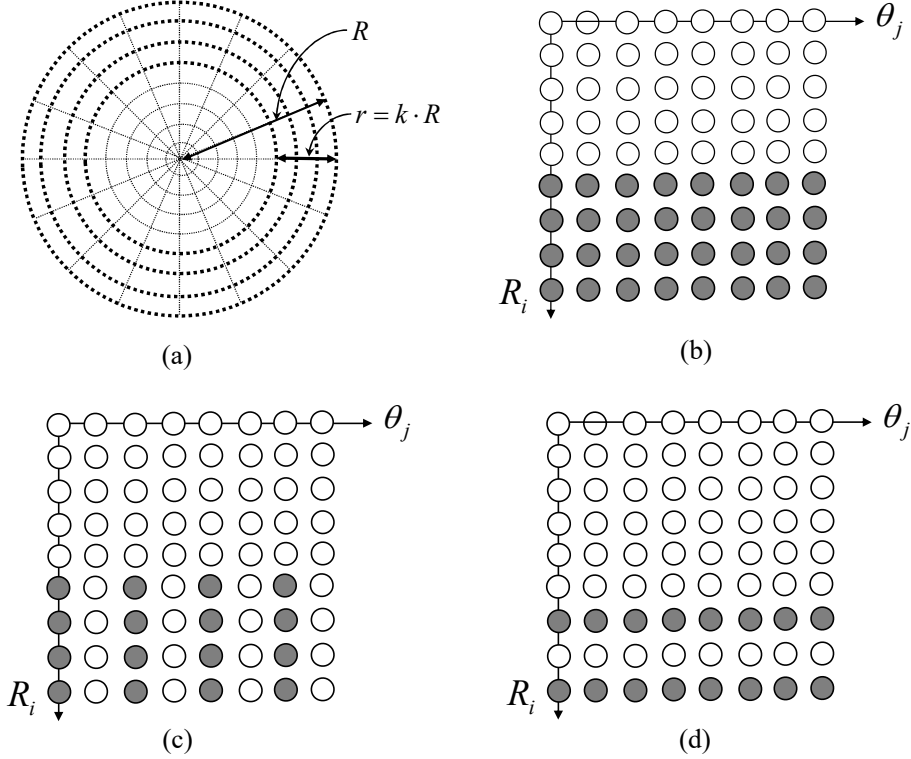 R
r = k · R
(a)
θ_j
R_i
(b)
θ_j
R_i
(c)
θ_j
R_i
(d)